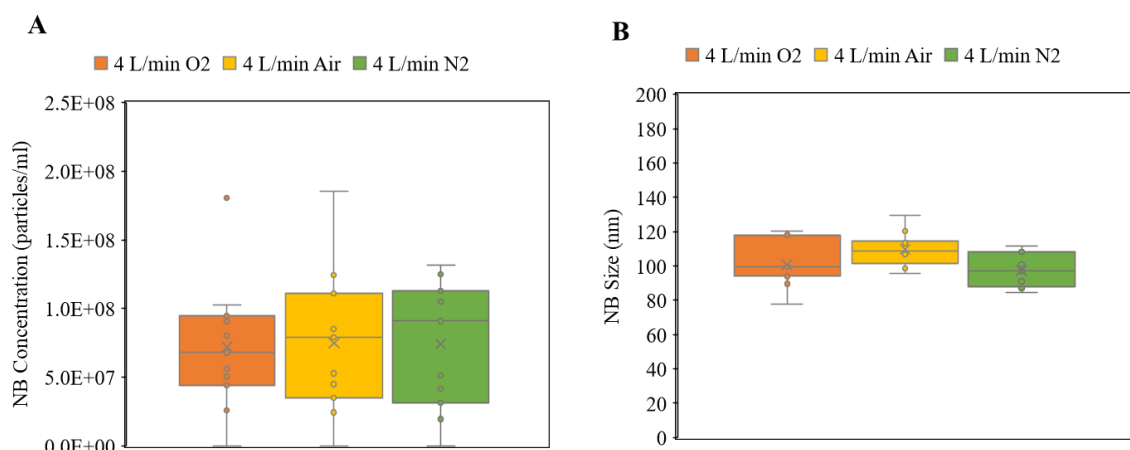 A
4 L/min O2 4 L/min Air 4 L/min N2
NB Concentration (particles/ml)
2.5E+08
2.0E+08
1.5E+08
1.0E+08
5.0E+07
0.0E+00
B
4 L/min O2 4 L/min Air 4 L/min N2
NB Size (nm)
200
180
160
140
120
100
80
60
40
20
0